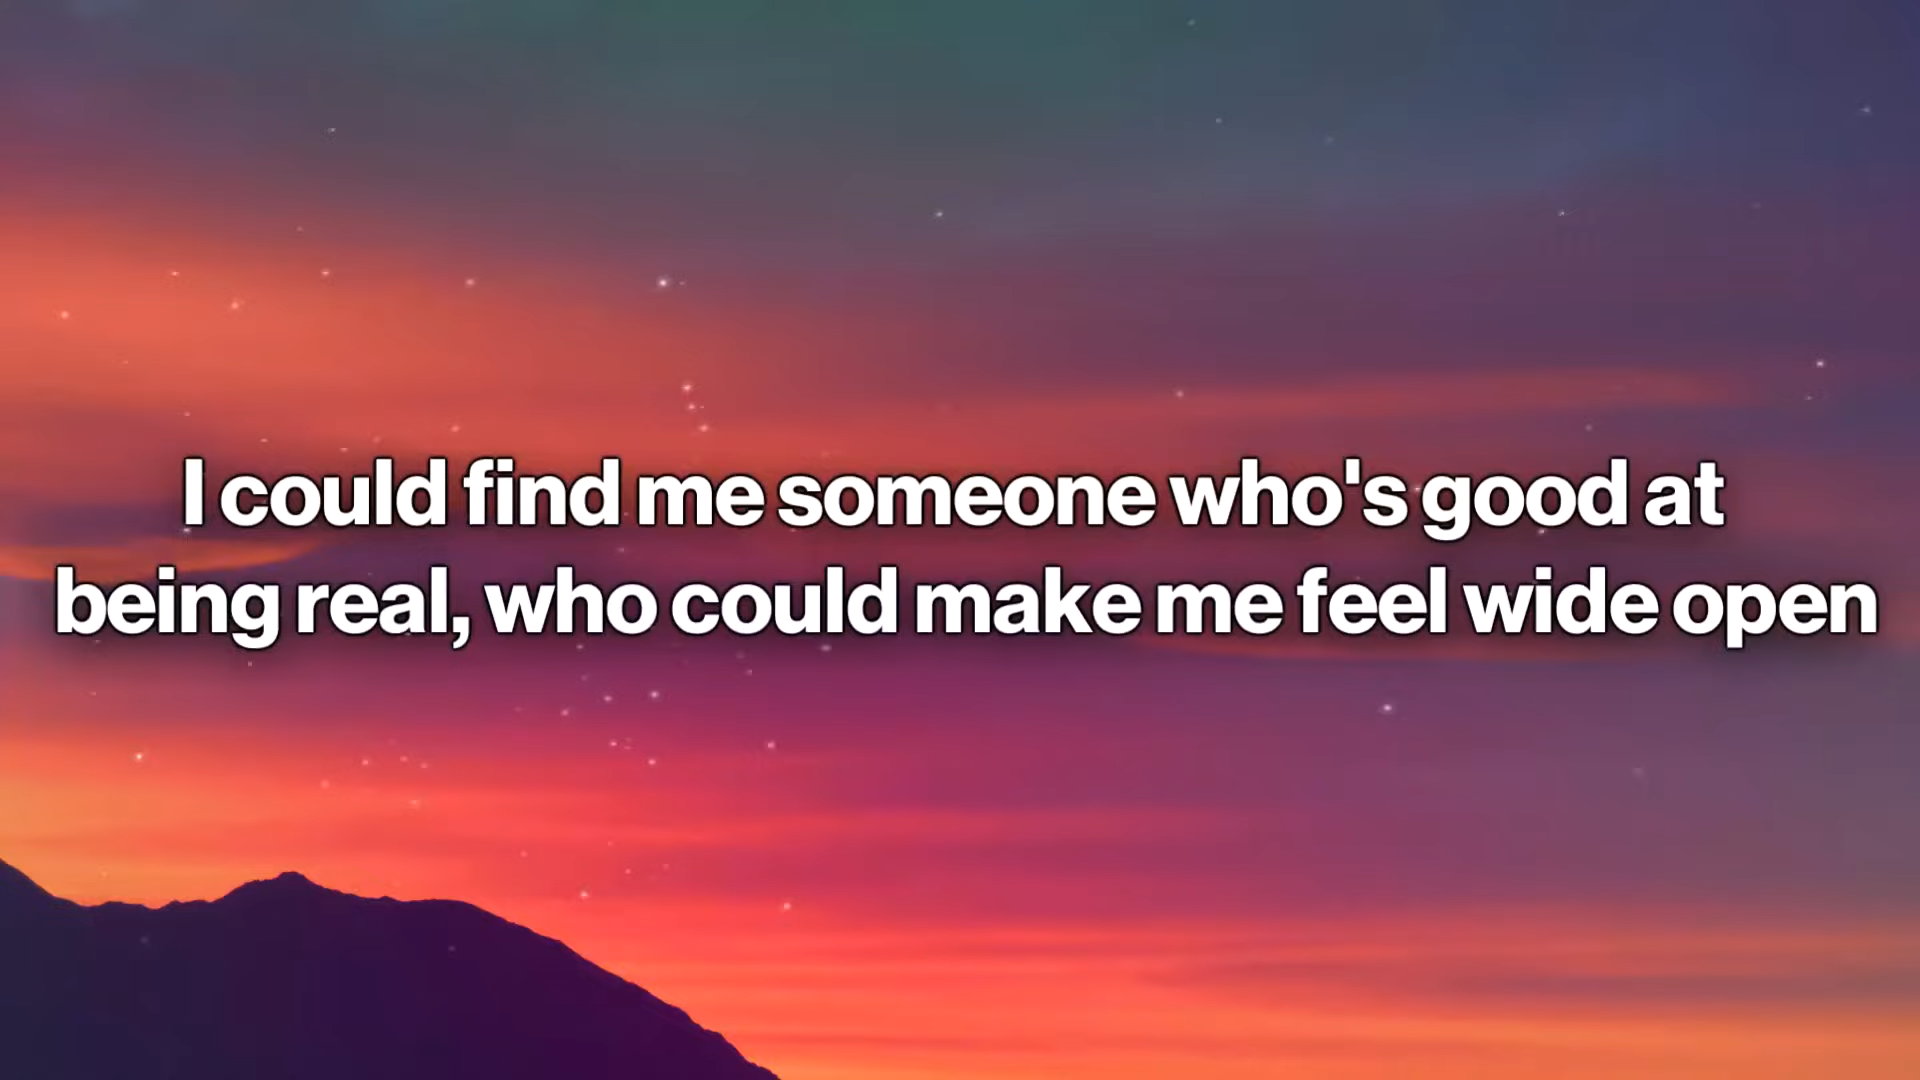 I could find me someone who's good at
being real, who could make me feel wide open